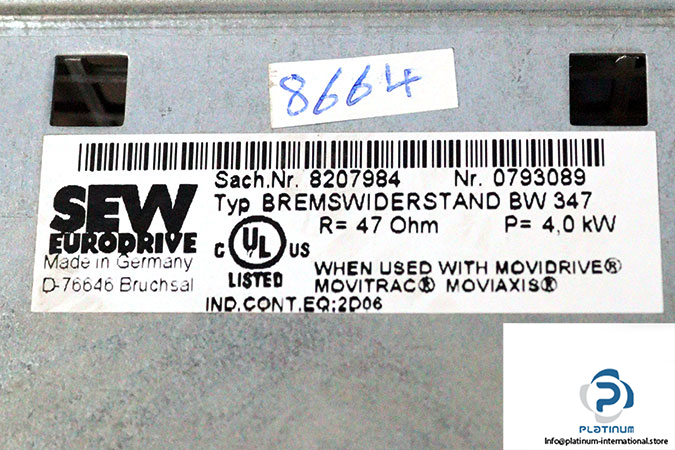 8664
Sach.Nr. 8207984 Nr. 0793089
Typ BREMSWIDERSTAND BW 347
R= 47 Ohm P= 4,0 kW
SEW
EURODRIVE
Made in Germany
D-76646 Bruchsal
C UL US
LISTED
WHEN USED WITH MOVIDRIVE®
MOVITRAC® MOVIAXIS®
IND.CONT.EQ:2D06
PLATINUM
Info@platinum-international.store